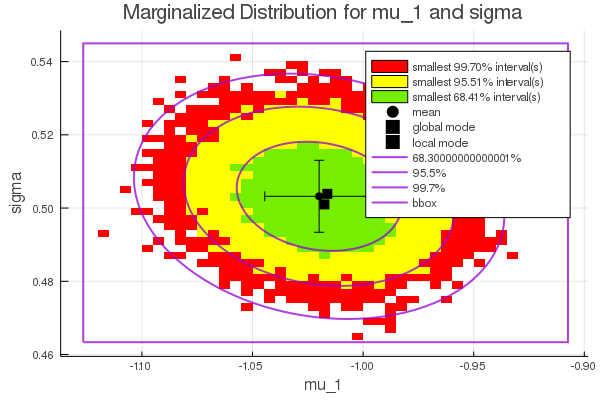 Marginalized Distribution for mu_1 and sigma
smallest 99.70% interval(s)
smallest 95.51% interval(s)
smallest 68.41% interval(s)
mean
global mode
local mode
68.30000000000001%
95.5%
99.7%
bbox
sigma
0.54
0.52
0.50
0.48
0.46
-1.10
-1.05
-1.00
-0.95
-0.90
mu_1